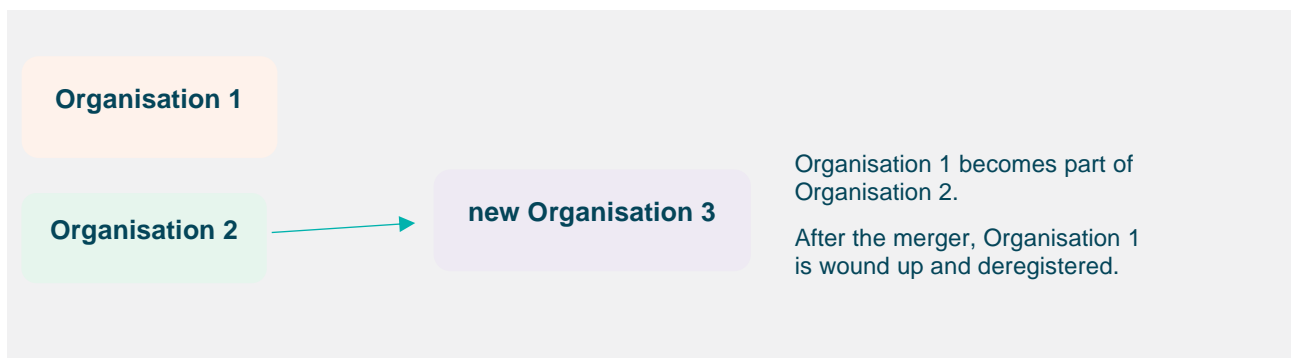 Organisation 1
Organisation 2
new Organisation 3
Organisation 1 becomes part of
Organisation 2.
After the merger, Organisation 1
is wound up and deregistered.